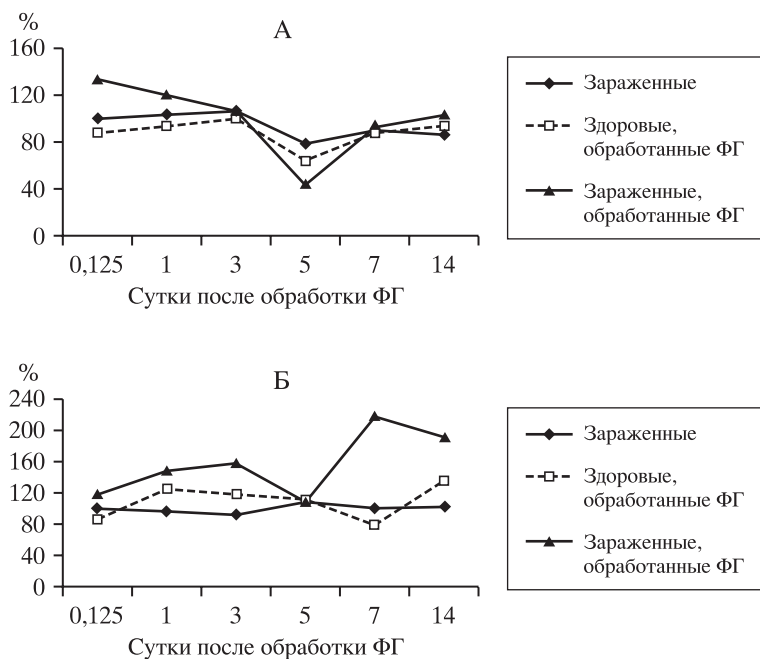 %
А
160
120
80
40
0
0,125 1 3 5 7 14
Сутки после обработки ФГ
Зараженные
Здоровые,
обработанные ФГ
Зараженные,
обработанные ФГ
%
Б
240
200
160
120
80
40
0
0,125 1 3 5 7 14
Сутки после обработки ФГ
Зараженные
Здоровые,
обработанные ФГ
Зараженные,
обработанные ФГ